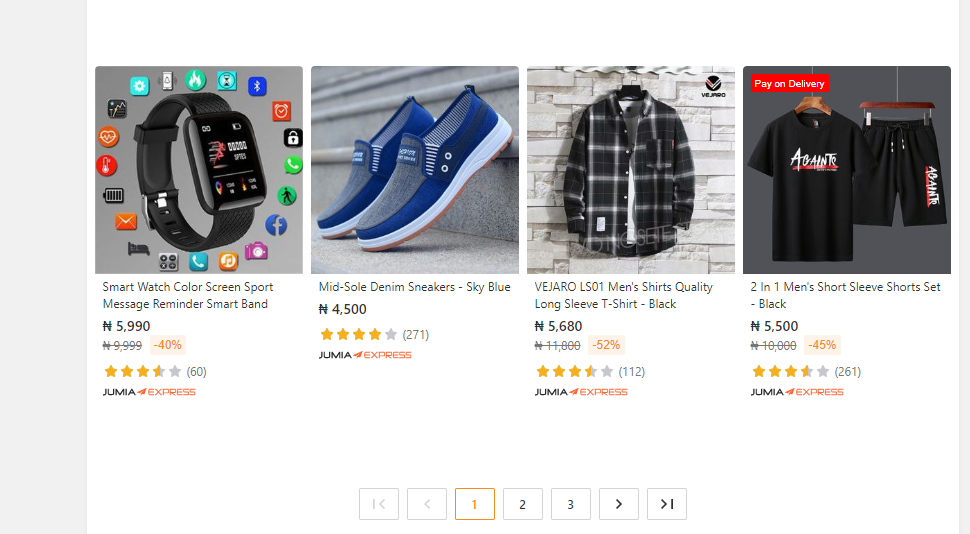 VEJARO
Pay on Delivery
AGAINTS
AGAINTS
Smart Watch Color Screen Sport
Message Reminder Smart Band
₦ 5,990
₦ 9,999 -40%
(60)
JUMIA EXPRESS
Mid-Sole Denim Sneakers - Sky Blue
₦ 4,500
(271)
JUMIA EXPRESS
VEJARO LS01 Men's Shirts Quality
Long Sleeve T-Shirt - Black
₦ 5,680
₦ 11,800 -52%
(112)
JUMIA EXPRESS
2 In 1 Men's Short Sleeve Shorts Set
- Black
₦ 5,500
₦ 10,000 -45%
(261)
JUMIA EXPRESS
1 2 3